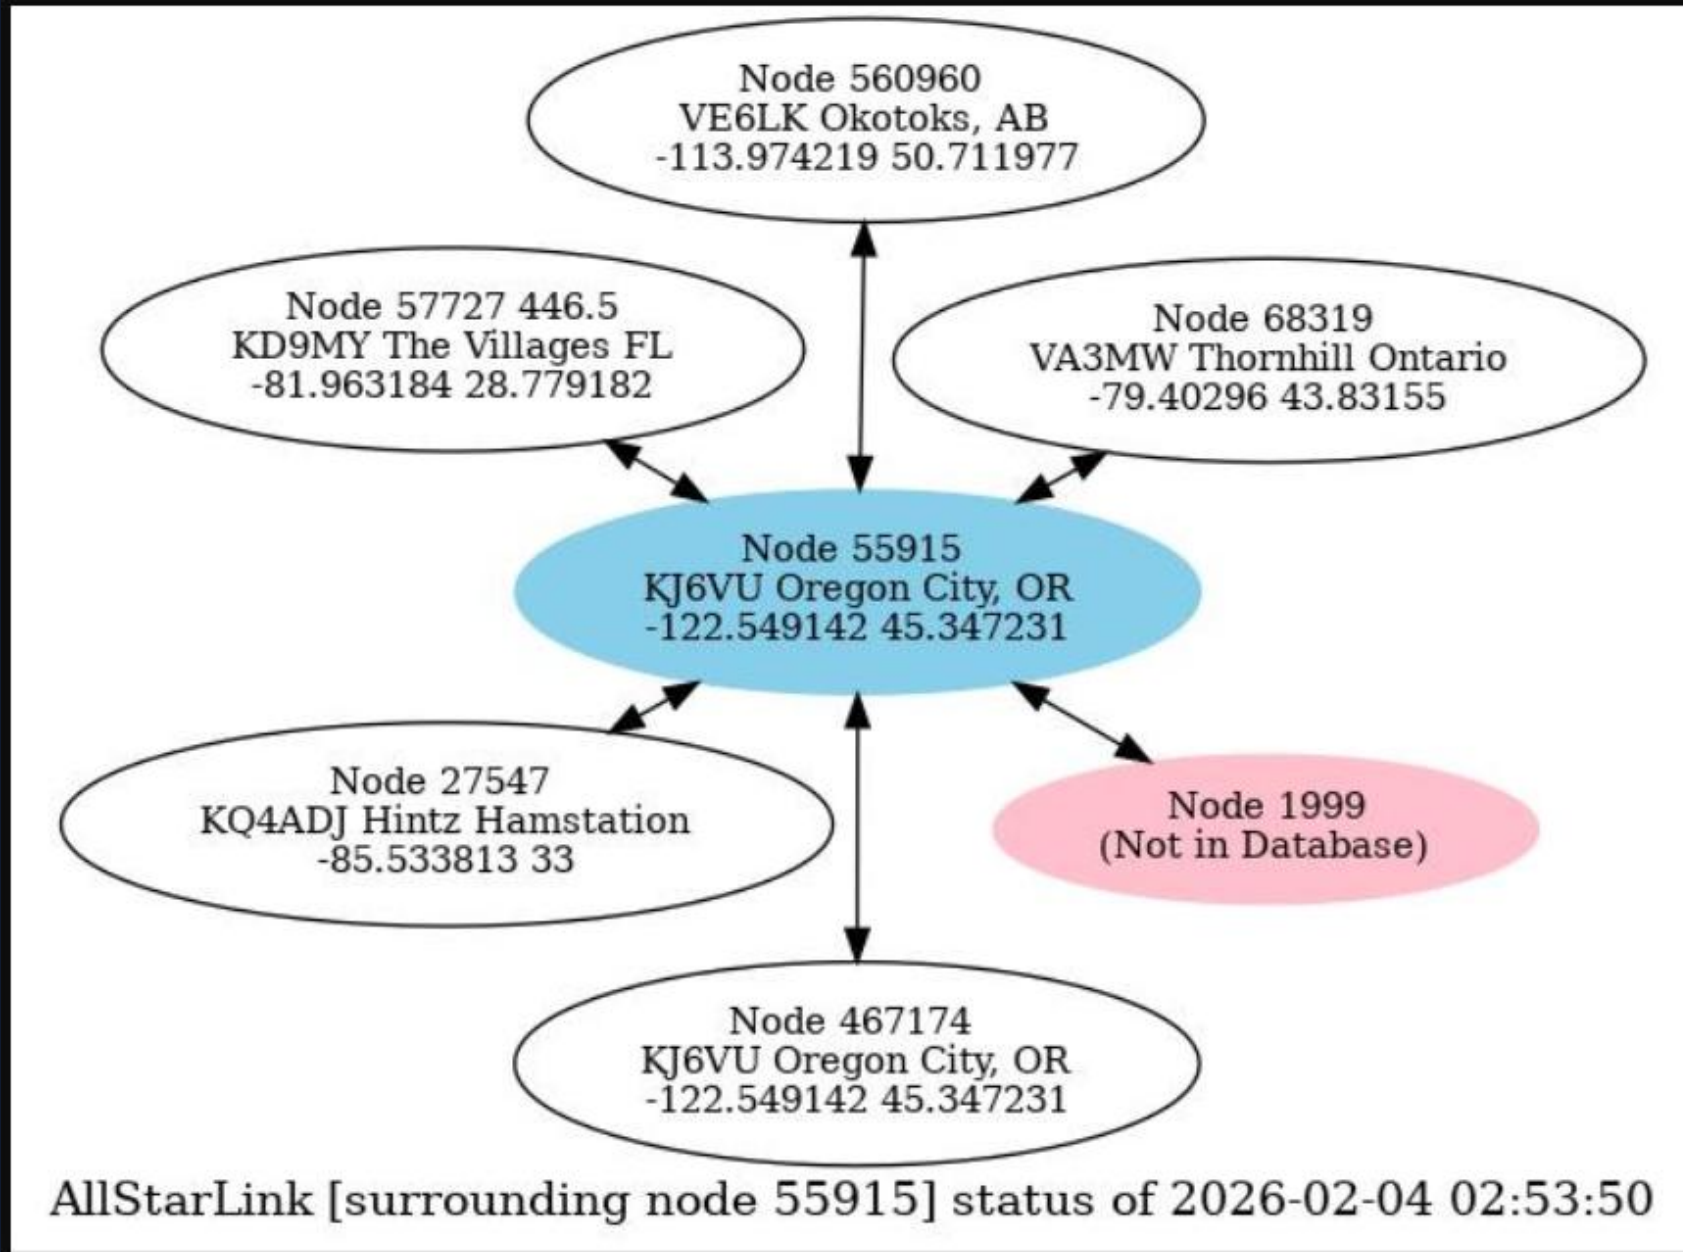 Node 560960
VE6LK Okotoks, AB
-113.974219 50.711977
Node 57727 446.5
KD9MY The Villages FL
-81.963184 28.779182
Node 68319
VA3MW Thornhill Ontario
-79.40296 43.83155
Node 55915
KJ6VU Oregon City, OR
-122.549142 45.347231
Node 27547
KQ4ADJ Hintz Hamstation
-85.533813 33
Node 1999
(Not in Database)
Node 467174
KJ6VU Oregon City, OR
-122.549142 45.347231
AllStarLink [surrounding node 55915] status of 2026-02-04 02:53:50